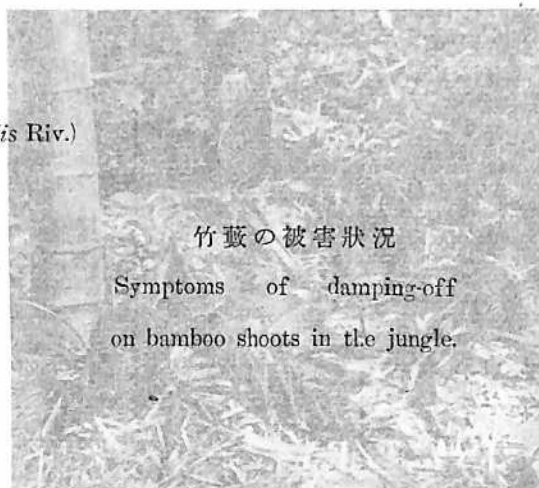 is Riv.)
竹藪の被害狀況
Symptoms of damping-off
on bamboo shoots in the jungle.